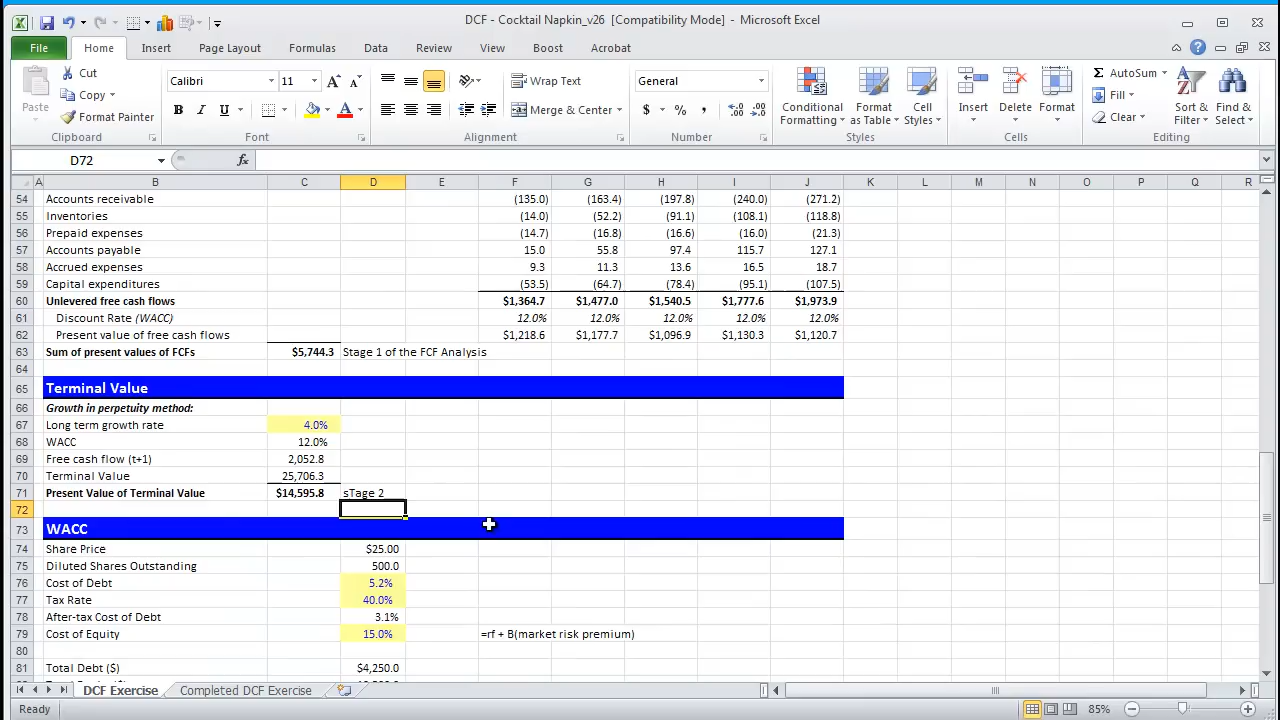 DCF - Cocktail Napkin_v26 [Compatibility Mode] - Microsoft Excel
File Home Insert Page Layout Formulas Data Review View Boost Acrobat
Paste Cut Copy Format Painter
Calibri 11 B I U A A A
Wrap Text Merge & Center
General $ % , .00
Conditional Formatting Format as Table Cell Styles
Insert Delete Format
Σ AutoSum Fill Clear Sort & Filter Find & Select
Clipboard Font Alignment Number Styles Cells Editing
D72 fx
A B C D E F G H I J K L M N O P Q R
54 Accounts receivable (135.0) (163.4) (197.8) (240.0) (271.2)
55 Inventories (14.0) (52.2) (91.1) (108.1) (118.8)
56 Prepaid expenses (14.7) (16.8) (16.6) (16.0) (21.3)
57 Accounts payable 15.0 55.8 97.4 115.7 127.1
58 Accrued expenses 9.3 11.3 13.6 16.5 18.7
59 Capital expenditures (53.5) (64.7) (78.4) (95.1) (107.5)
60 Unlevered free cash flows $1,364.7 $1,477.0 $1,540.5 $1,777.6 $1,973.9
61 Discount Rate (WACC) 12.0% 12.0% 12.0% 12.0% 12.0%
62 Present value of free cash flows $1,218.6 $1,177.7 $1,096.9 $1,130.3 $1,120.7
63 Sum of present values of FCFs $5,744.3 Stage 1 of the FCF Analysis
64
65 Terminal Value
66 Growth in perpetuity method:
67 Long term growth rate 4.0%
68 WACC 12.0%
69 Free cash flow (t+1) 2,052.8
70 Terminal Value 25,706.3
71 Present Value of Terminal Value $14,595.8 sTage 2
72
73 WACC
74 Share Price $25.00
75 Diluted Shares Outstanding 500.0
76 Cost of Debt 5.2%
77 Tax Rate 40.0%
78 After-tax Cost of Debt 3.1%
79 Cost of Equity 15.0% =rf + B(market risk premium)
80
81 Total Debt ($) $4,250.0
DCF Exercise Completed DCF Exercise
Ready 85%